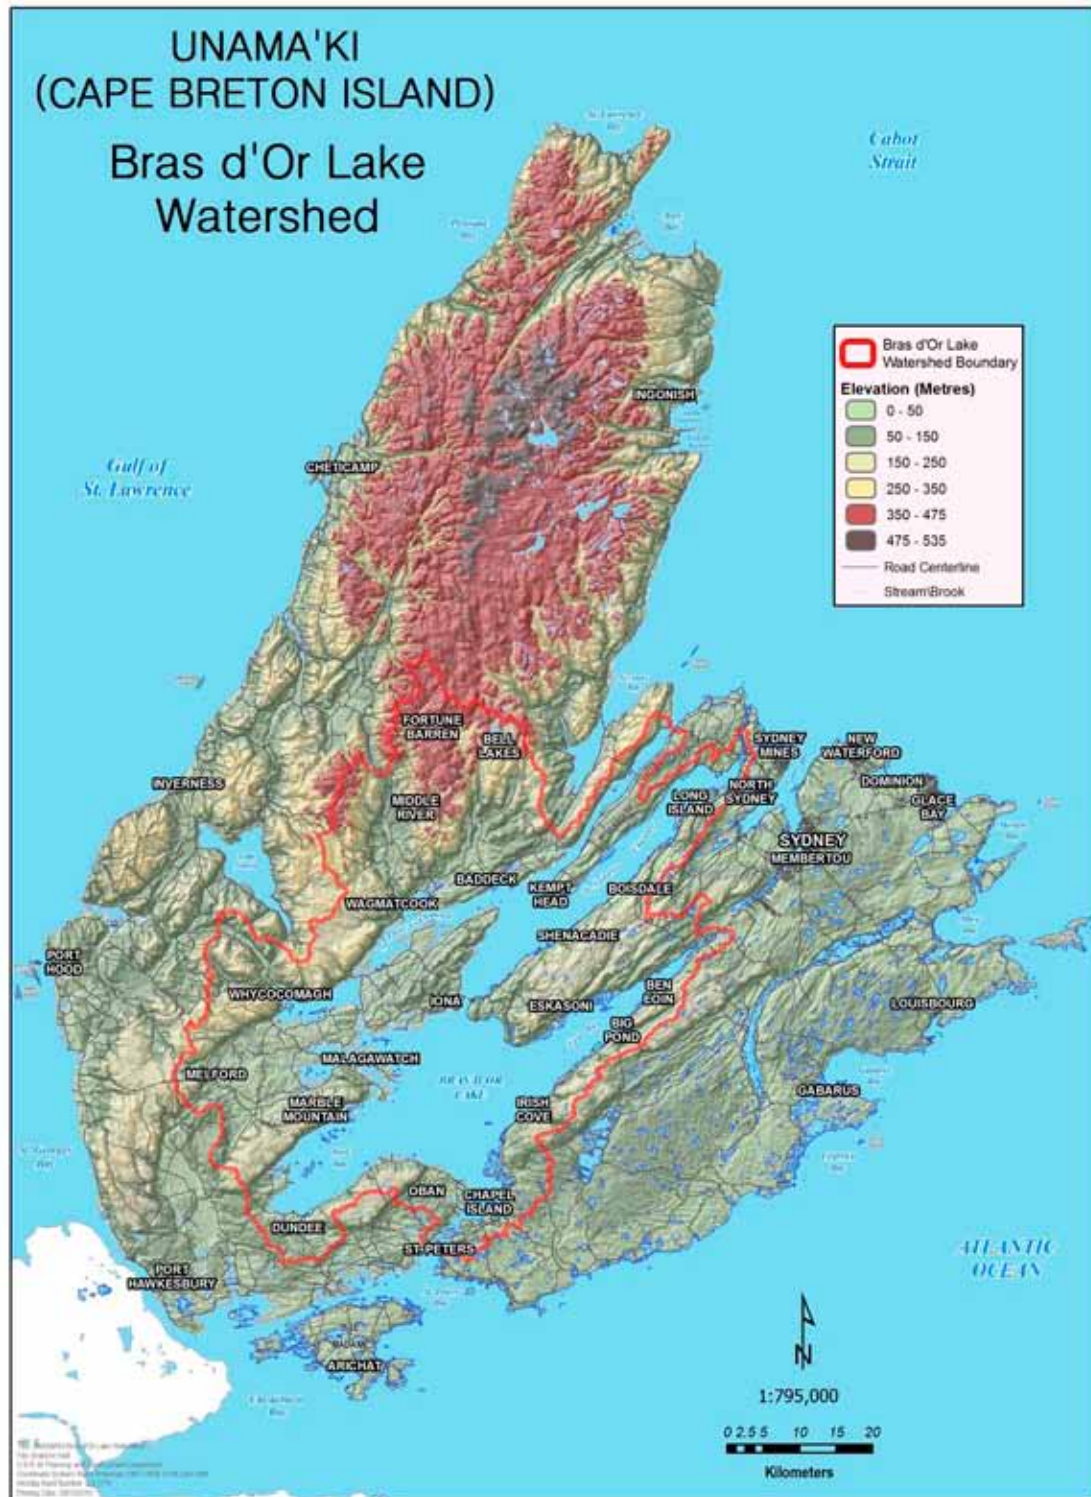 UNAMA'KI
(CAPE BRETON ISLAND)
Bras d'Or Lake
Watershed
Cabot
Strait
Bras d'Or Lake
Watershed Boundary
Elevation (Metres)
0 - 50
50 - 150
150 - 250
250 - 350
350 - 475
475 - 535
Road Centerline
Stream\Brook
INGONISH
CHETICAMP
Gulf of
St. Lawrence
FORTUNE
BARREN
BELL
LAKES
SYDNEY
MINES
NEW
WATERFORD
INVERNESS
DOMINION
NORTH
SYDNEY
LONG
ISLAND
MIDDLE
RIVER
GLACE
BAY
SYDNEY
MEMBERTOU
BADDECK
KEMPT
HEAD
BOISDALE
WAGMATCOOK
SHENACADIE
PORT
HOOD
WHYCOCOMAGH
IONA
ESKASONI
BEN
EOIN
LOUISBOURG
BIG
POND
MALAGAWATCH
MELFORD
BRAS D'OR
LAKE
GABARUS
MARBLE
MOUNTAIN
IRISH
COVE
OBAN
CHAPEL
ISLAND
DUNDEE
ST. PETERS
PORT
HAWKESBURY
ATLANTIC
OCEAN
ARICHAT
N
1:795,000
0 2.5 5 10 15 20
Kilometers